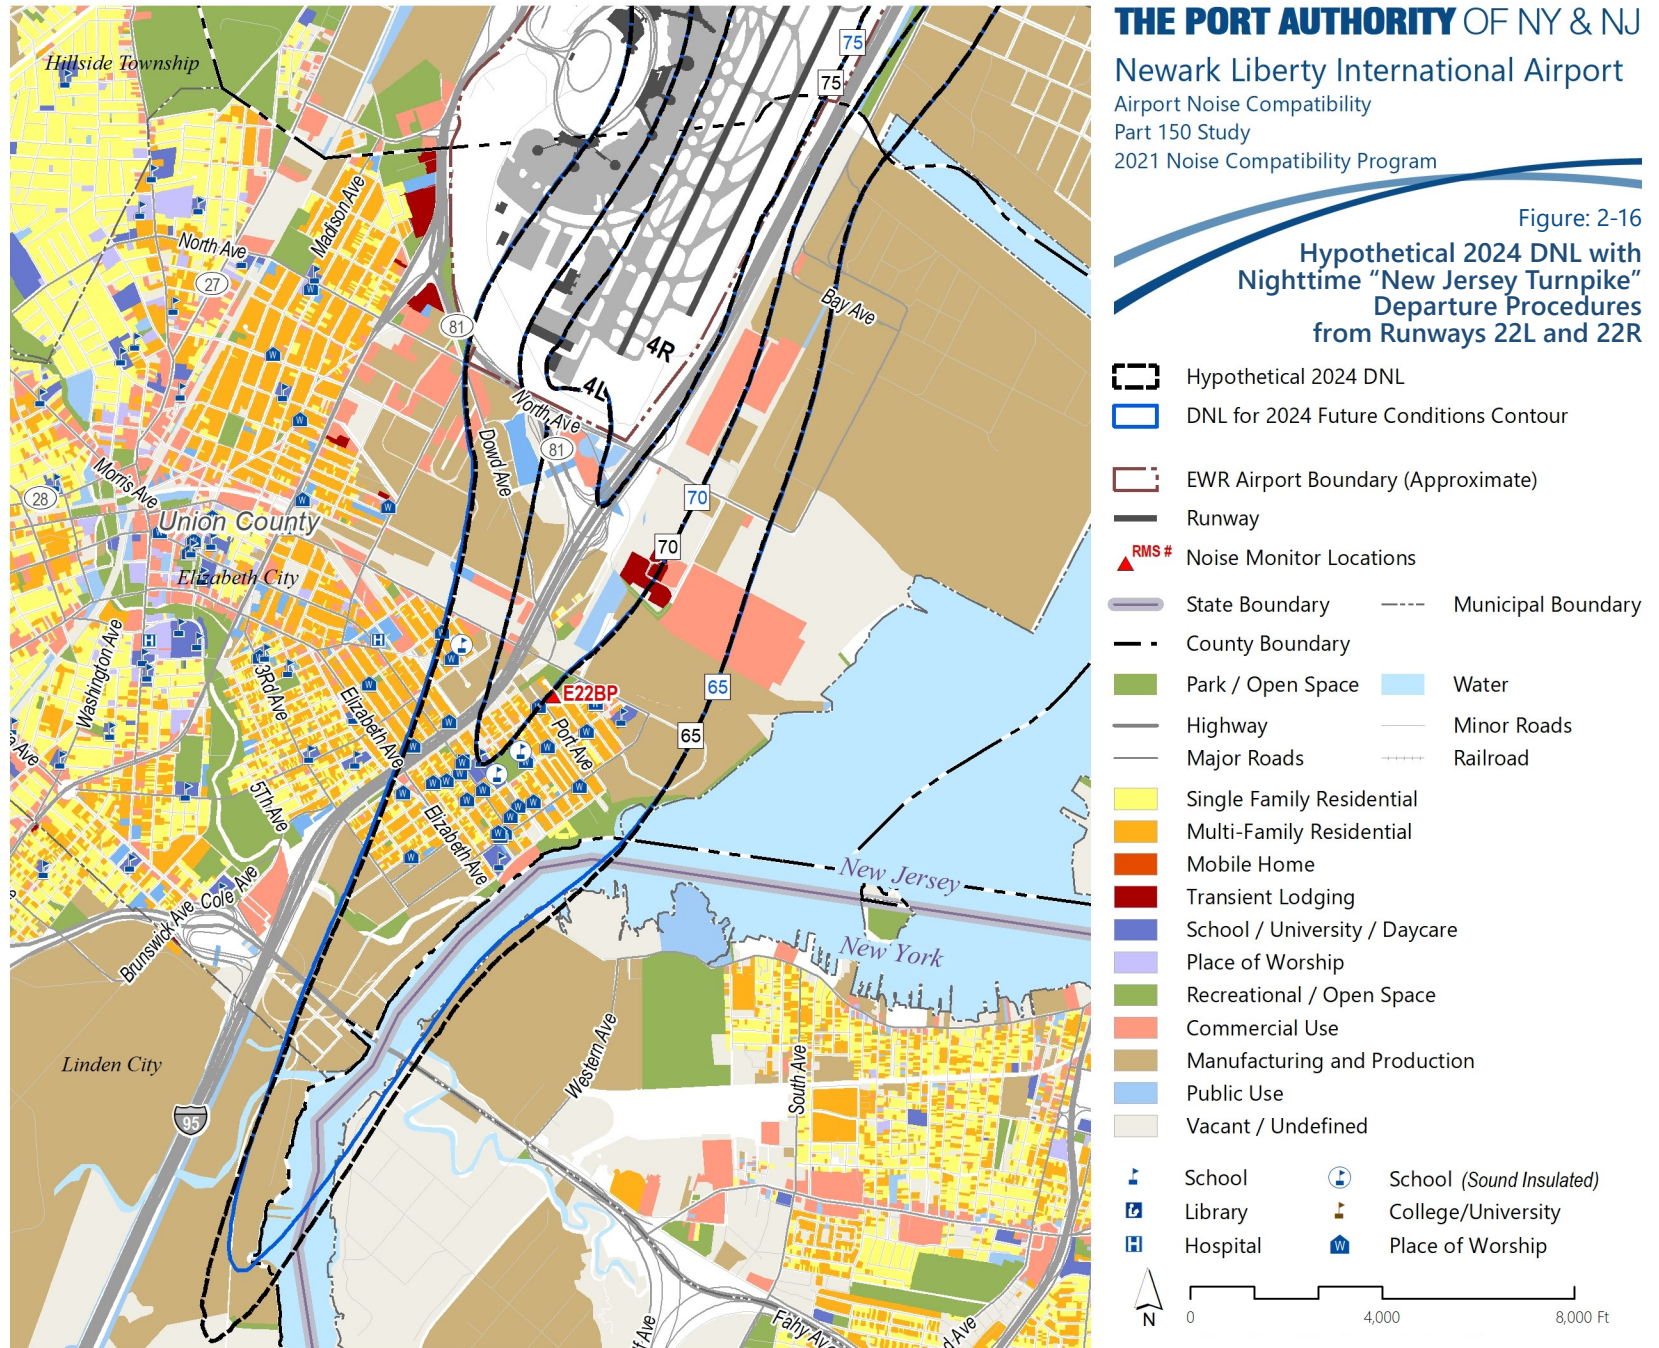 THE PORT AUTHORITY OF NY & NJ
Newark Liberty International Airport
Airport Noise Compatibility
Part 150 Study
2021 Noise Compatibility Program
Figure: 2-16
Hypothetical 2024 DNL with
Nighttime “New Jersey Turnpike”
Departure Procedures
from Runways 22L and 22R
Hypothetical 2024 DNL
DNL for 2024 Future Conditions Contour
EWR Airport Boundary (Approximate)
Runway
RMS #
Noise Monitor Locations
State Boundary
Municipal Boundary
County Boundary
Park / Open Space
Water
Highway
Minor Roads
Major Roads
Railroad
Single Family Residential
Multi-Family Residential
Mobile Home
Transient Lodging
School / University / Daycare
Place of Worship
Recreational / Open Space
Commercial Use
Manufacturing and Production
Public Use
Vacant / Undefined
School
School (Sound Insulated)
Library
College/University
H
Hospital
W
Place of Worship
N
0
4,000
8,000 Ft
Hillside Township
75
75
Madison Ave
North Ave
27
81
Bay Ave
4R
4L
North Ave
81
Dowd Ave
Morris Ave
28
Union County
70
70
Elizabeth City
H
H
Washington Ave
3Rd Ave
Elizabeth Ave
E22BP
65
65
Port Ave
5Th Ave
Elizabeth Ave
New Jersey
New York
Cole Ave
Brunswick Ave
Linden City
95
Western Ave
South Ave
Fahy Av